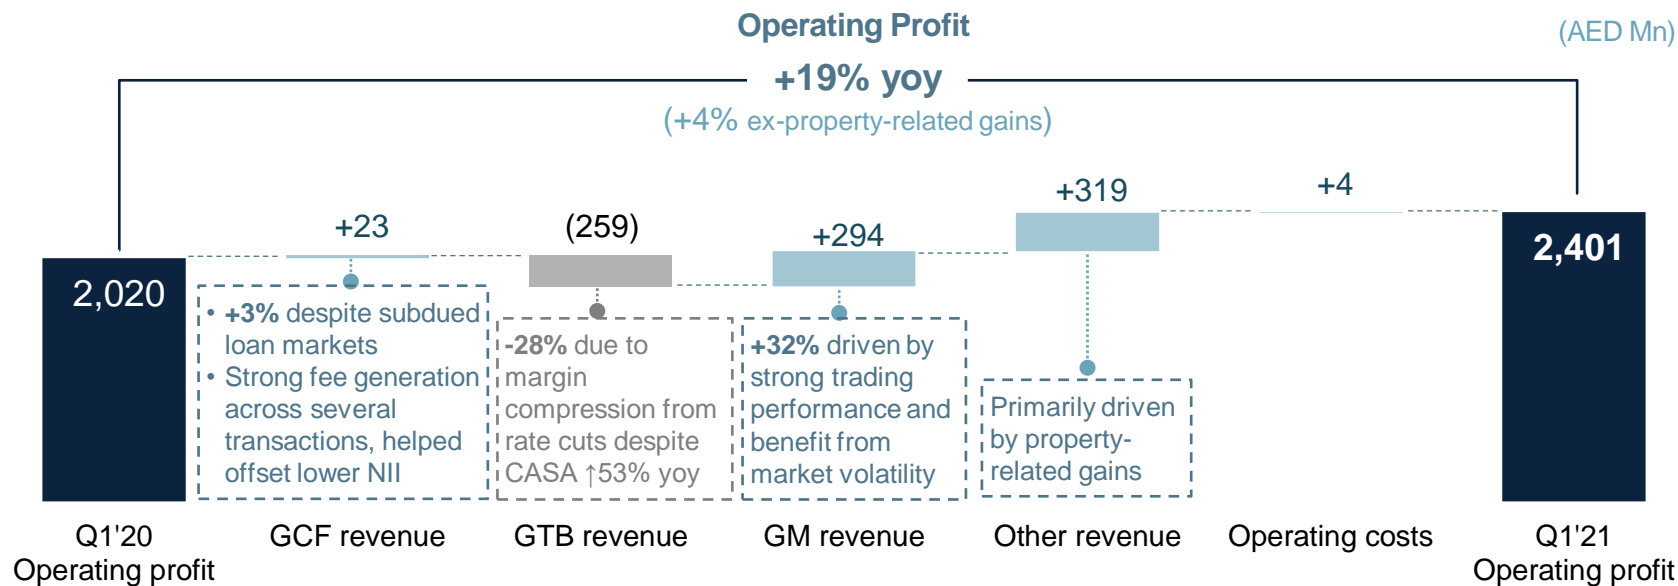 Operating Profit
(AED Mn)
+19% yoy
(+4% ex-property-related gains)
2,020
+23
(259)
+294
+319
+4
2,401
• +3% despite subdued
loan markets
• Strong fee generation
across several
transactions, helped
offset lower NII
-28% due to
margin
compression from
rate cuts despite
CASA ↑53% yoy
+32% driven by
strong trading
performance and
benefit from
market volatility
Primarily driven
by property-
related gains
Q1'20
Operating profit
GCF revenue
GTB revenue
GM revenue
Other revenue
Operating costs
Q1'21
Operating profit